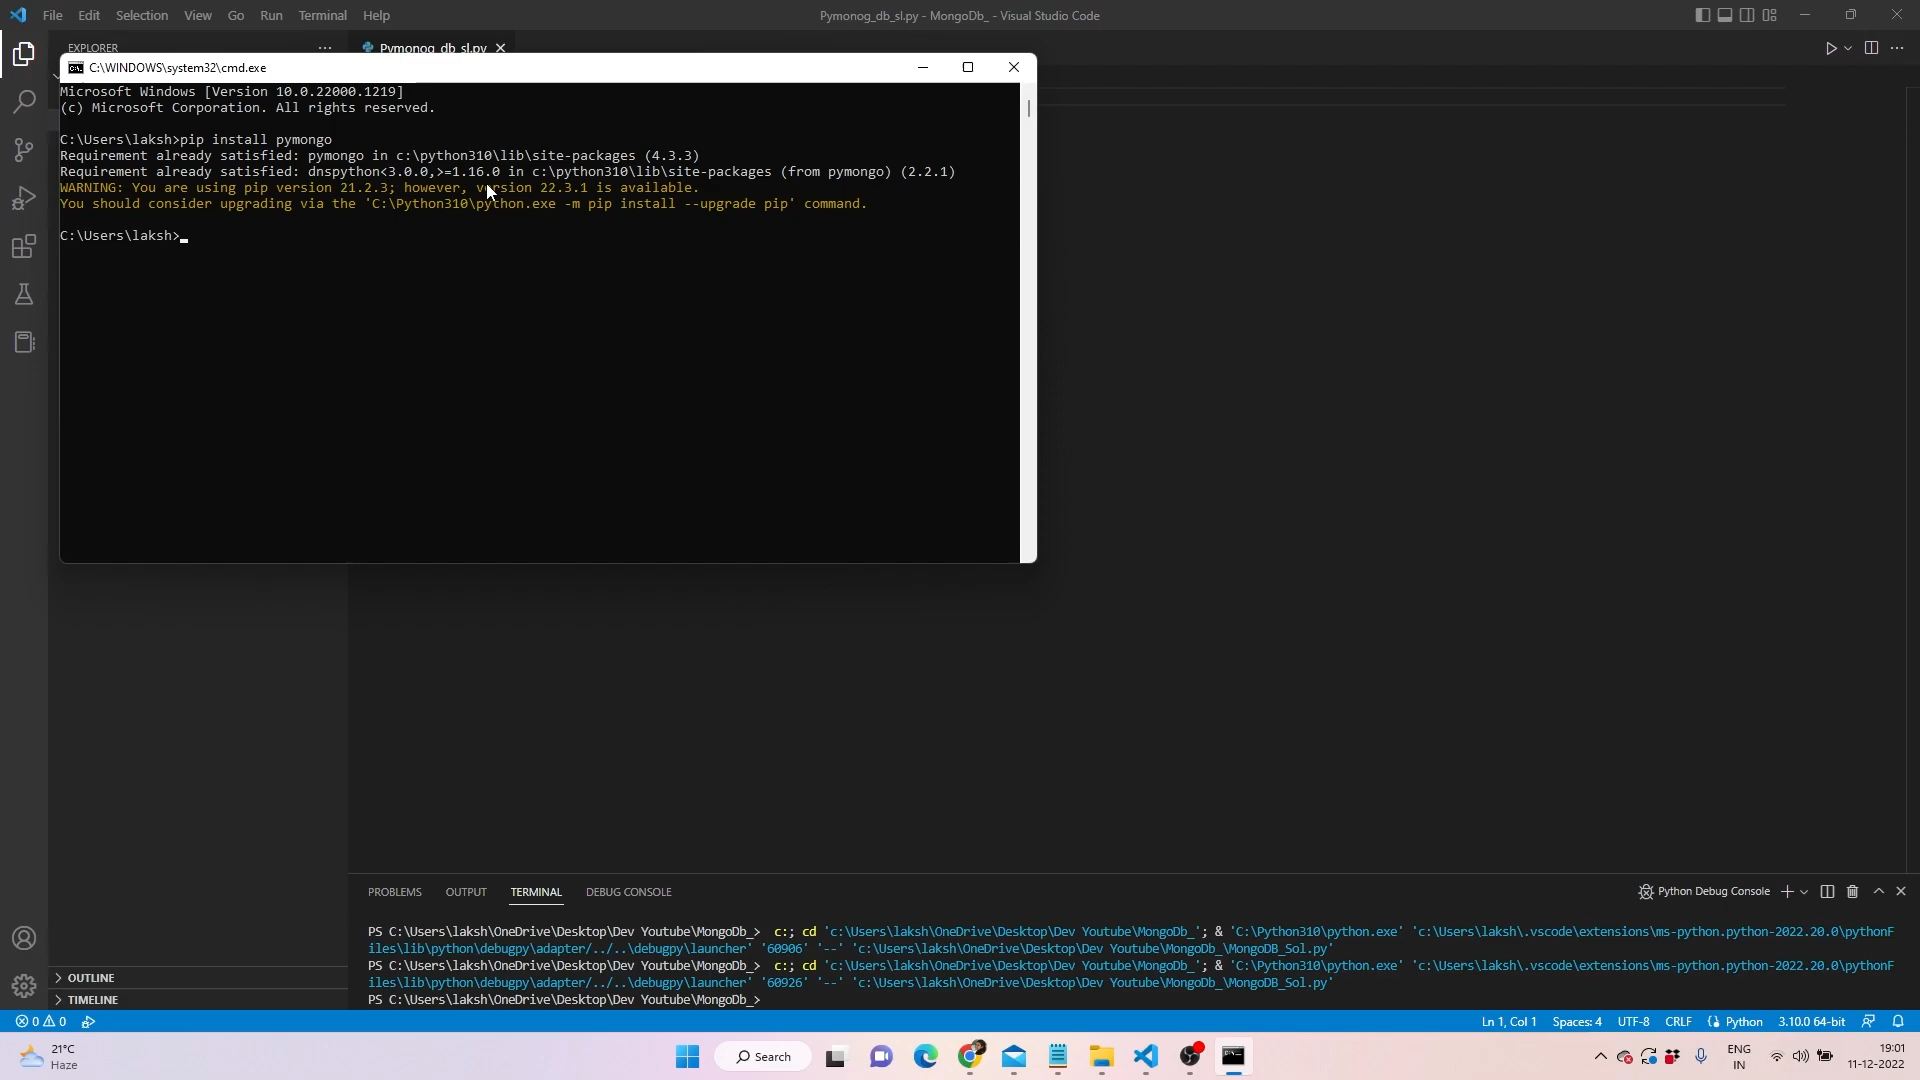 File Edit Selection View Go Run Terminal Help
Pymonog_db_sl.py - MongoDb_ - Visual Studio Code
EXPLORER
Pymonog_db_sl.py
C:\WINDOWS\system32\cmd.exe
Microsoft Windows [Version 10.0.22000.1219]
(c) Microsoft Corporation. All rights reserved.
C:\Users\laksh>pip install pymongo
Requirement already satisfied: pymongo in c:\python310\lib\site-packages (4.3.3)
Requirement already satisfied: dnspython<3.0.0,>=1.16.0 in c:\python310\lib\site-packages (from pymongo) (2.2.1)
WARNING: You are using pip version 21.2.3; however, version 22.3.1 is available.
You should consider upgrading via the 'C:\Python310\python.exe -m pip install --upgrade pip' command.
C:\Users\laksh>
PROBLEMS OUTPUT TERMINAL DEBUG CONSOLE
Python Debug Console
PS C:\Users\laksh\OneDrive\Desktop\Dev Youtube\MongoDb_> c:; cd 'c:\Users\laksh\OneDrive\Desktop\Dev Youtube\MongoDb_'; & 'C:\Python310\python.exe' 'c:\Users\laksh\.vscode\extensions\ms-python.python-2022.20.0\pythonF
iles\lib\python\debugpy\adapter/../..\debugpy\launcher' '60906' '--' 'c:\Users\laksh\OneDrive\Desktop\Dev Youtube\MongoDb_\MongoDB_Sol.py'
PS C:\Users\laksh\OneDrive\Desktop\Dev Youtube\MongoDb_> c:; cd 'c:\Users\laksh\OneDrive\Desktop\Dev Youtube\MongoDb_'; & 'C:\Python310\python.exe' 'c:\Users\laksh\.vscode\extensions\ms-python.python-2022.20.0\pythonF
iles\lib\python\debugpy\adapter/../..\debugpy\launcher' '60926' '--' 'c:\Users\laksh\OneDrive\Desktop\Dev Youtube\MongoDb_\MongoDB_Sol.py'
PS C:\Users\laksh\OneDrive\Desktop\Dev Youtube\MongoDb_>
OUTLINE
TIMELINE
0 0
Ln 1, Col 1 Spaces: 4 UTF-8 CRLF Python 3.10.0 64-bit
21°C
Haze
Search
ENG
IN
19:01
11-12-2022